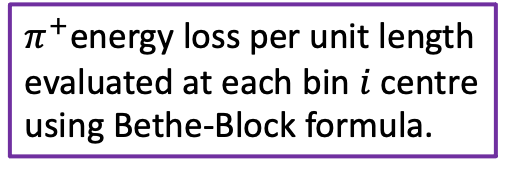 π⁺ energy loss per unit length
evaluated at each bin i centre
using Bethe-Block formula.